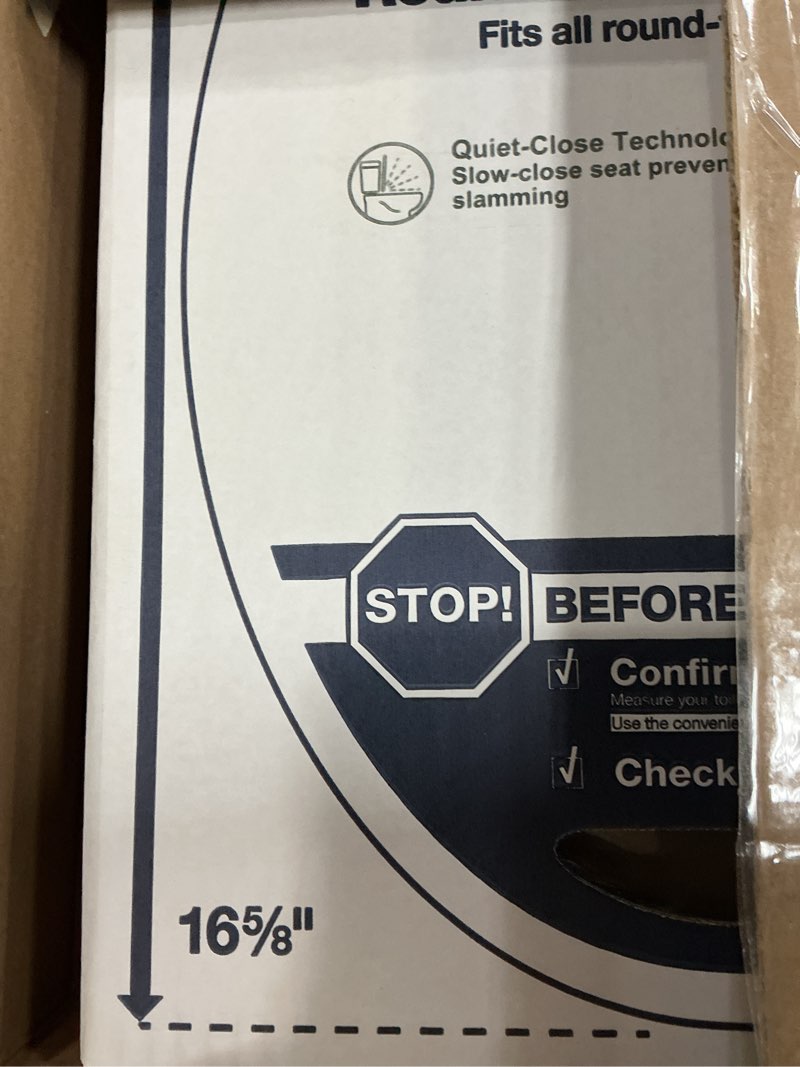 Fits all round-
Quiet-Close Technolo
Slow-close seat preven
slamming
STOP! BEFORE
Confir
Measure your toi
Use the convenie
Check
16⅝"